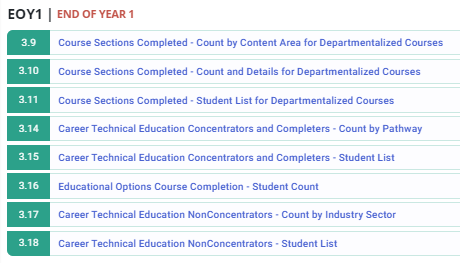 EOY1 | END OF YEAR 1
3.9 Course Sections Completed - Count by Content Area for Departmentalized Courses
3.10 Course Sections Completed - Count and Details for Departmentalized Courses
3.11 Course Sections Completed - Student List for Departmentalized Courses
3.14 Career Technical Education Concentrators and Completers - Count by Pathway
3.15 Career Technical Education Concentrators and Completers - Student List
3.16 Educational Options Course Completion - Student Count
3.17 Career Technical Education NonConcentrators - Count by Industry Sector
3.18 Career Technical Education NonConcentrators - Student List